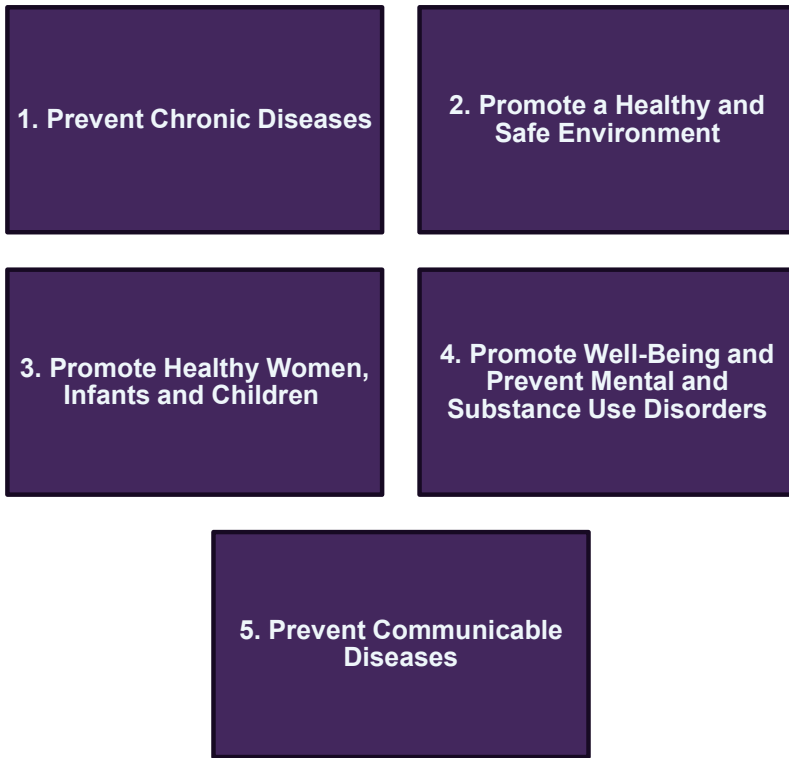 1. Prevent Chronic Diseases
2. Promote a Healthy and
Safe Environment
3. Promote Healthy Women,
Infants and Children
4. Promote Well-Being and
Prevent Mental and
Substance Use Disorders
5. Prevent Communicable
Diseases